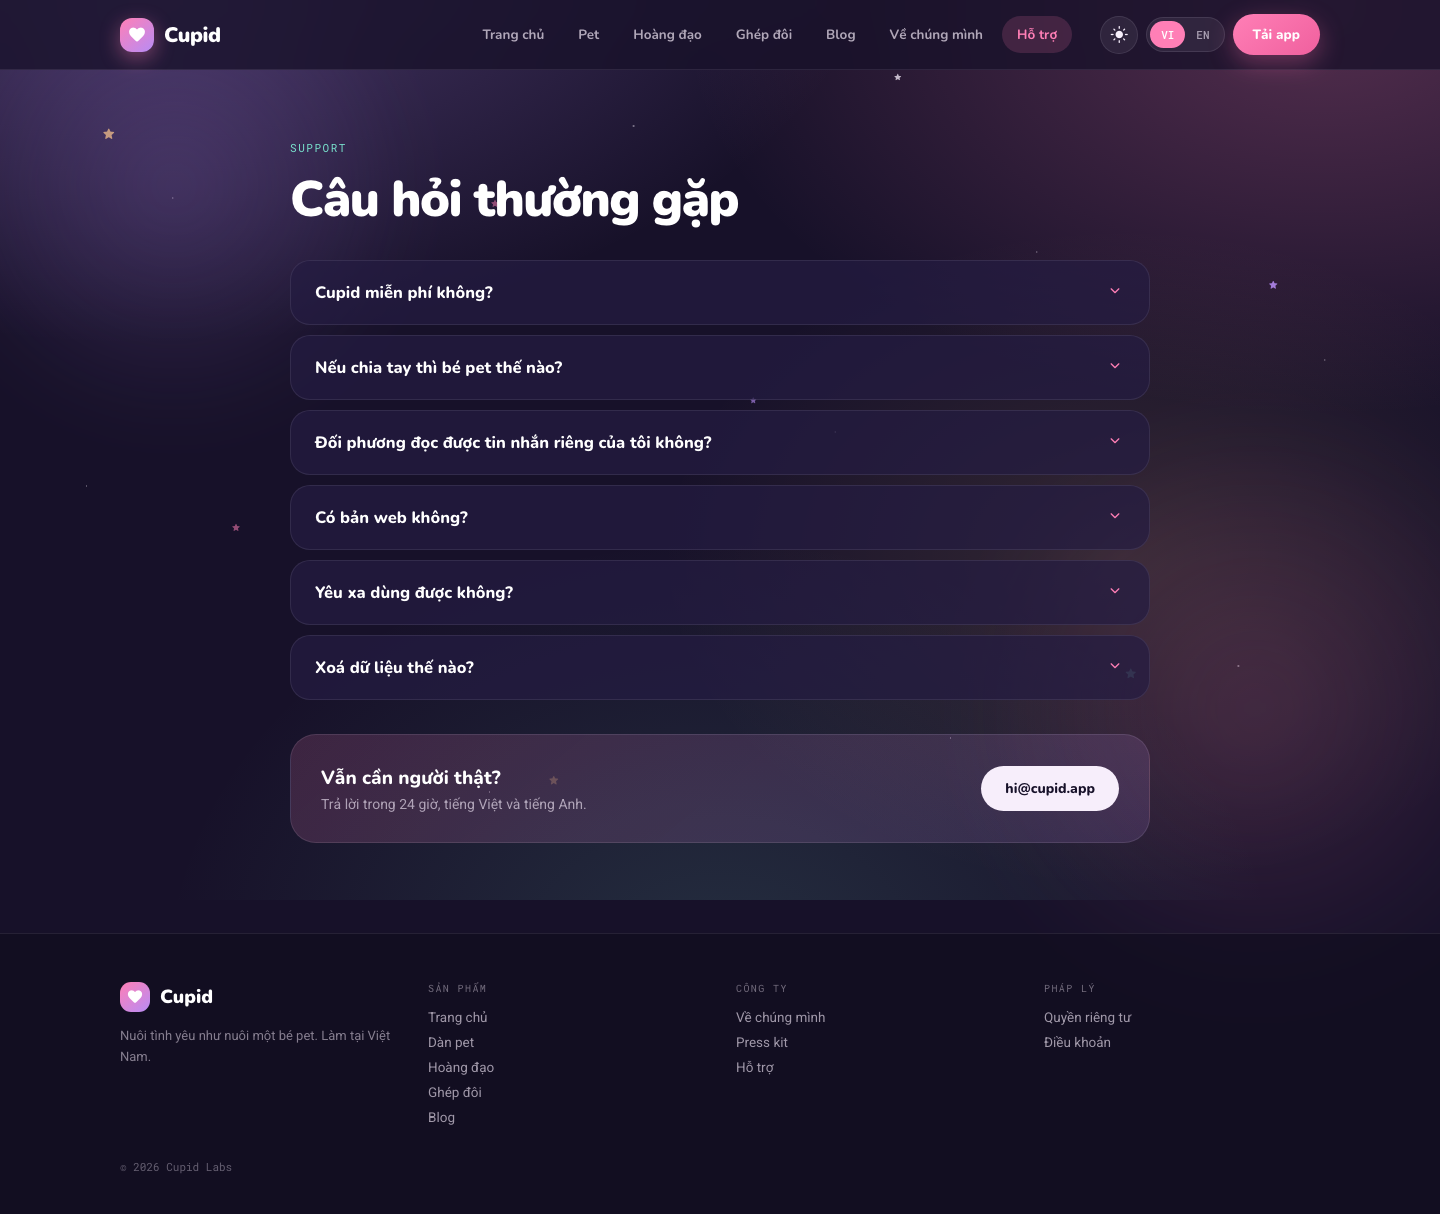 Cupid
Trang chủ
Pet
Hoàng đạo
Ghép đôi
Blog
Về chúng mình
Hỗ trợ
VI
EN
Tải app
SUPPORT
Câu hỏi thường gặp
Cupid miễn phí không?
Nếu chia tay thì bé pet thế nào?
Đối phương đọc được tin nhắn riêng của tôi không?
Có bản web không?
Yêu xa dùng được không?
Xoá dữ liệu thế nào?
Vẫn cần người thật?
Trả lời trong 24 giờ, tiếng Việt và tiếng Anh.
hi@cupid.app
Cupid
Nuôi tình yêu như nuôi một bé pet. Làm tại Việt
Nam.
SẢN PHẨM
Trang chủ
Dàn pet
Hoàng đạo
Ghép đôi
Blog
CÔNG TY
Về chúng mình
Press kit
Hỗ trợ
PHÁP LÝ
Quyền riêng tư
Điều khoản
© 2026 Cupid Labs